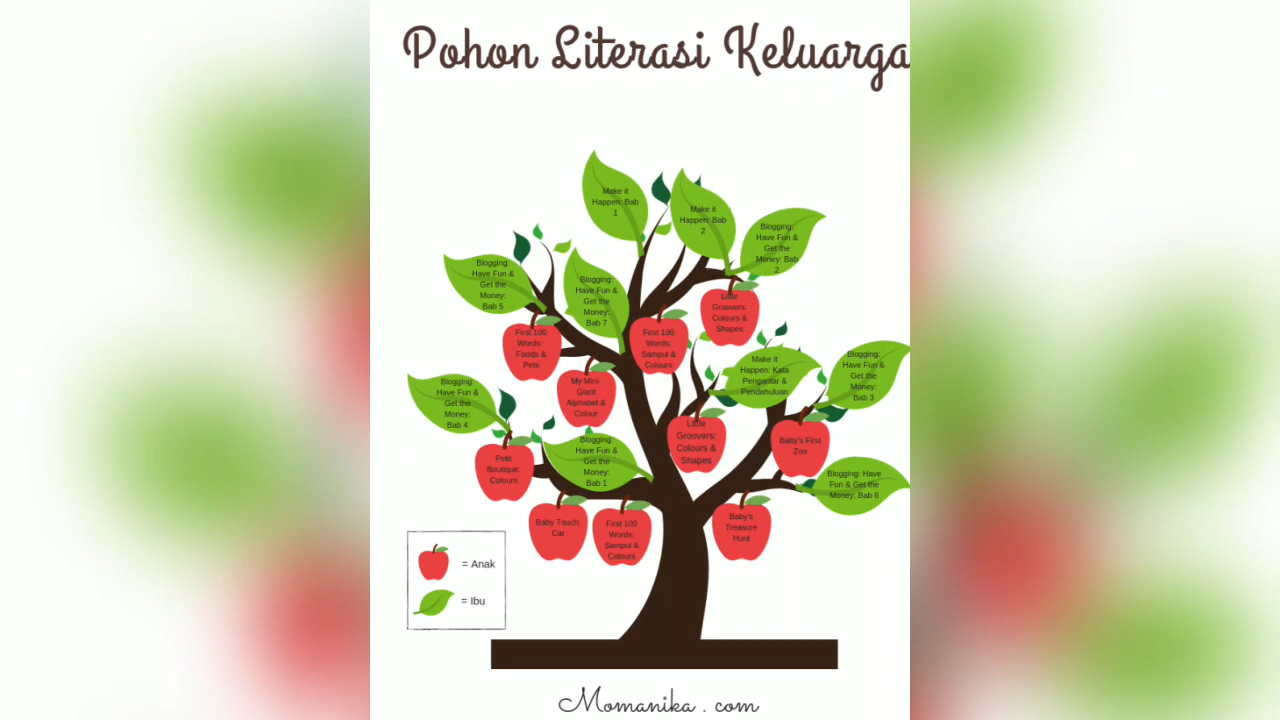 Pohon Literasi Keluarga
Make it
Happen: Bab
1
Make it
Happen: Bab
2
Blogging:
Have Fun &
Get the
Money: Bab
2
Blogging:
Have Fun &
Get the
Money:
Bab 5
Blogging:
Have Fun &
Get the
Money:
Bab 7
Little
Groovers:
Colours &
Shapes
First 100
Words:
Foods &
Pets
First 100
Words:
Sampul &
Colours
My Mini-
Giant
Alphabet &
Colour
Make it
Happen: Kata
Pengantar &
Pendahuluan
Blogging:
Have Fun &
Get the
Money:
Bab 3
Blogging:
Have Fun &
Get the
Money:
Bab 4
Little
Groovers:
Colours &
Shapes
Baby's First
Zoo
Petit
Boutique:
Colours
Blogging:
Have Fun &
Get the
Money:
Bab 1
Blogging: Have
Fun & Get the
Money: Bab 6
Baby Touch:
Car
First 100
Words:
Sampul &
Colours
Baby's
Treasure
Hunt
= Anak
= Ibu
Momanika . com